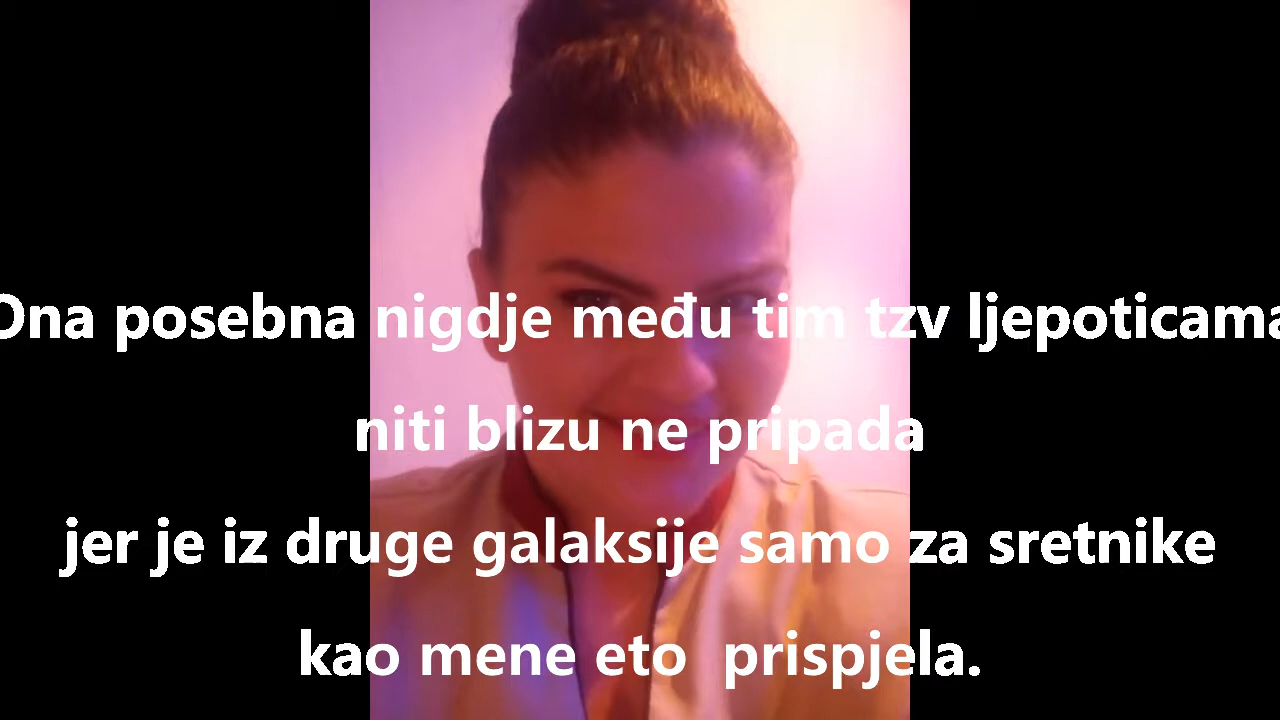 Ona posebna nigdje među tim tzv ljepoticama
niti blizu ne pripada
jer je iz druge galaksije samo za sretnike
kao mene eto  prispjela.